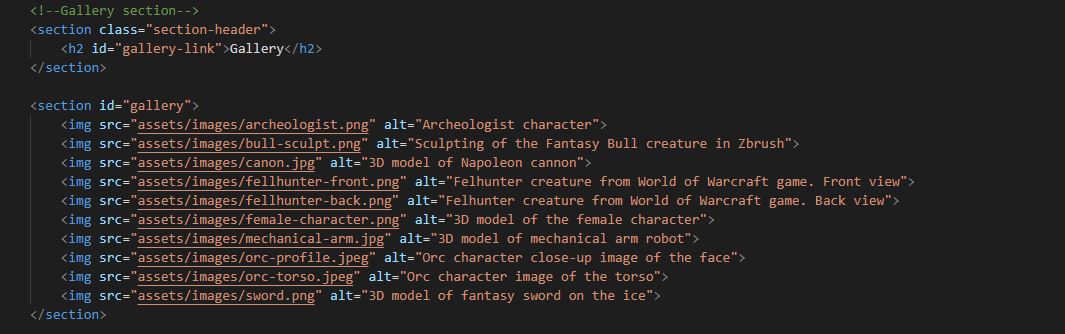 <!--Gallery section-->
<section class="section-header">
    <h2 id="gallery-link">Gallery</h2>
</section>

<section id="gallery">
    <img src="assets/images/archeologist.png" alt="Archeologist character">
    <img src="assets/images/bull-sculpt.png" alt="Sculpting of the Fantasy Bull creature in Zbrush">
    <img src="assets/images/canon.jpg" alt="3D model of Napoleon cannon">
    <img src="assets/images/fellhunter-front.png" alt="Felhunter creature from World of Warcraft game. Front view">
    <img src="assets/images/fellhunter-back.png" alt="Felhunter creature from World of Warcraft game. Back view">
    <img src="assets/images/female-character.png" alt="3D model of the female character">
    <img src="assets/images/mechanical-arm.jpg" alt="3D model of mechanical arm robot">
    <img src="assets/images/orc-profile.jpeg" alt="Orc character close-up image of the face">
    <img src="assets/images/orc-torso.jpeg" alt="Orc character image of the torso">
    <img src="assets/images/sword.png" alt="3D model of fantasy sword on the ice">
</section>